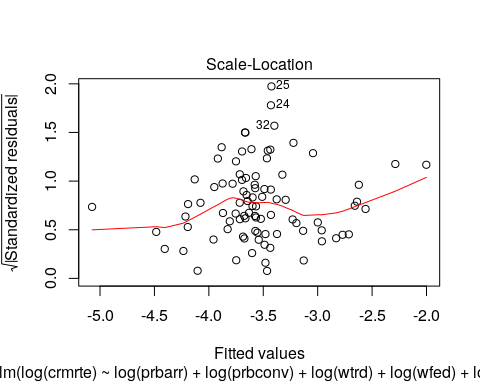 Scale-Location
√|Standardized residuals|
2.0
1.5
1.0
0.5
0.0
25
24
32
-5.0 -4.5 -4.0 -3.5 -3.0 -2.5 -2.0
Fitted values
lm(log(crmrte) ~ log(prbarr) + log(prbconv) + log(wtrd) + log(wfed) + lo